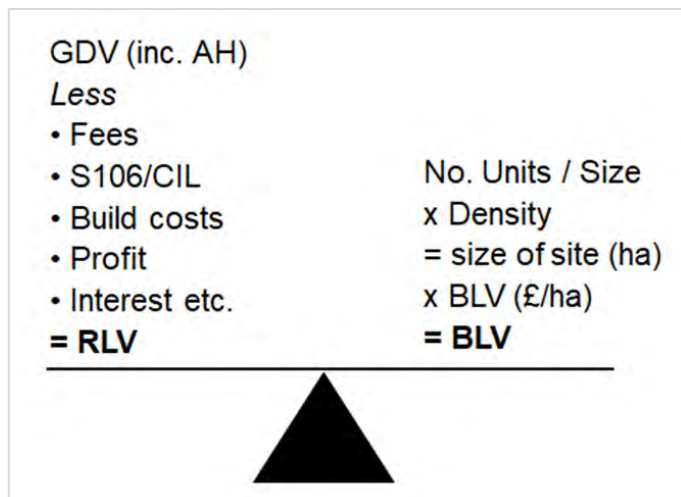 GDV (inc. AH)
Less
• Fees
• S106/CIL
• Build costs
• Profit
• Interest etc.
= RLV
No. Units / Size
x Density
= size of site (ha)
x BLV (£/ha)
= BLV